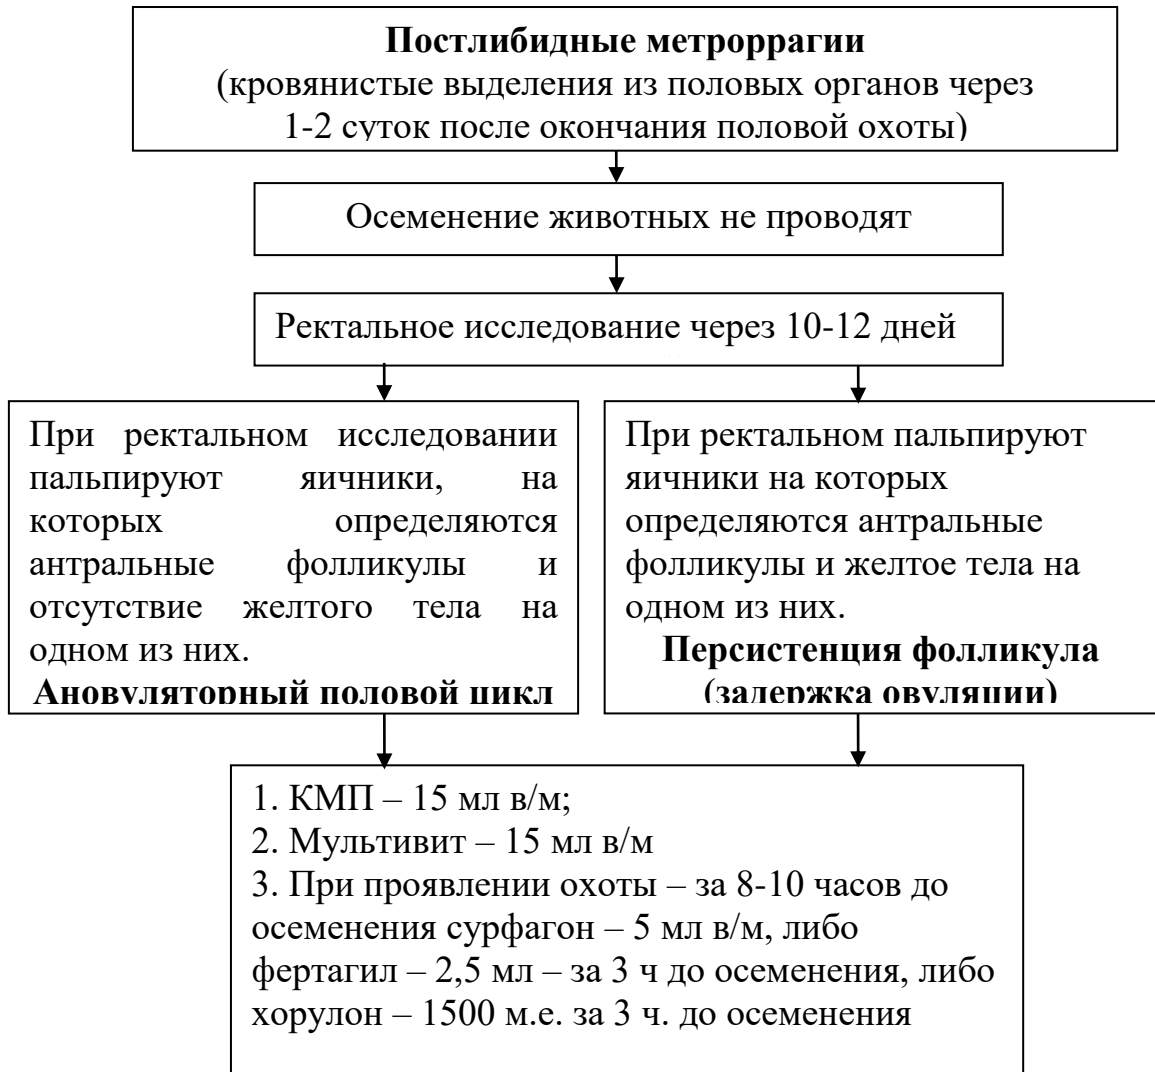 Постлибидные метроррагии
(кровянистые выделения из половых органов через
1-2 суток после окончания половой охоты)
Осеменение животных не проводят
Ректальное исследование через 10-12 дней
При ректальном исследовании
пальпируют яичники, на
которых определяются
антральные фолликулы и
отсутствие желтого тела на
одном из них.
Ановуляторный половой цикл
При ректальном пальпируют
яичники на которых
определяются антральные
фолликулы и желтое тела на
одном из них.
Персистенция фолликула
(задержка овуляции)
1. КМП – 15 мл в/м;
2. Мультивит – 15 мл в/м
3. При проявлении охоты – за 8-10 часов до
осеменения сурфагон – 5 мл в/м, либо
фертагил – 2,5 мл – за 3 ч до осеменения, либо
хорулон – 1500 м.е. за 3 ч. до осеменения